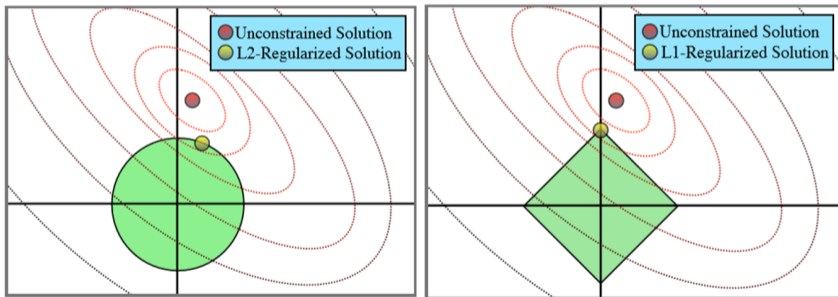 Unconstrained Solution
L2-Regularized Solution
Unconstrained Solution
L1-Regularized Solution